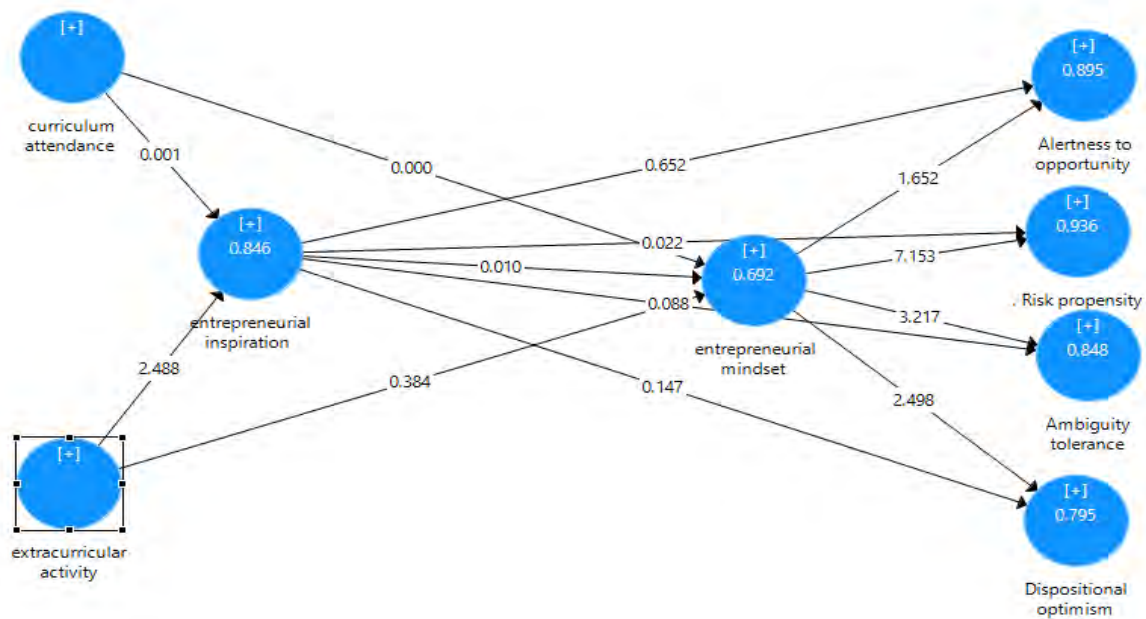 [+]
curriculum
attendance
0.001
0.000
[+]
0.846
entrepreneurial
inspiration
2.488
0.384
[+]
extracurricular
activity
0.652
0.022
0.010
0.088
0.147
[+]
0.692
entrepreneurial
mindset
1.652
7.153
3.217
2.498
[+]
0.895
Alertness to
opportunity
[+]
0.936
. Risk propensity
[+]
0.848
Ambiguity
tolerance
[+]
0.795
Dispositional
optimism